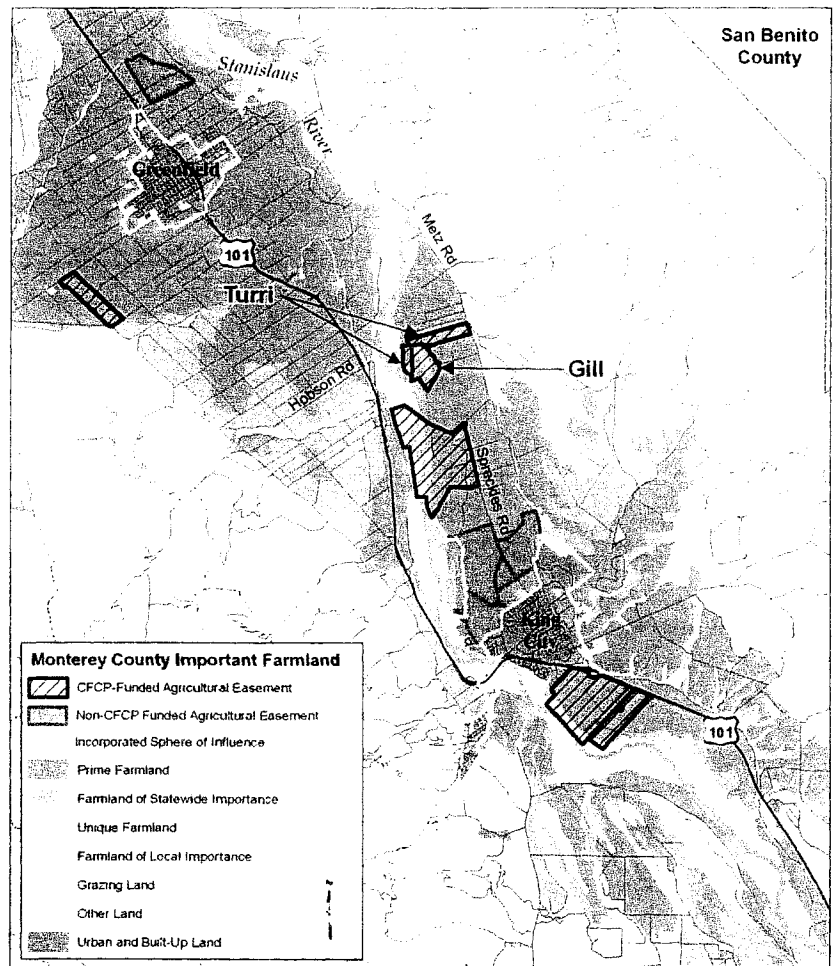 San Benito
County
Stanislaus
River
Greenfield
Metz Rd
101
Turri
Gill
Hobson Rd
Spreckles Rd
King
City
101
Monterey County Important Farmland
CFCP-Funded Agricultural Easement
Non-CFCP Funded Agricultural Easement
Incorporated Sphere of Influence
Prime Farmland
Farmland of Statewide Importance
Unique Farmland
Farmland of Local Importance
Grazing Land
Other Land
Urban and Built-Up Land